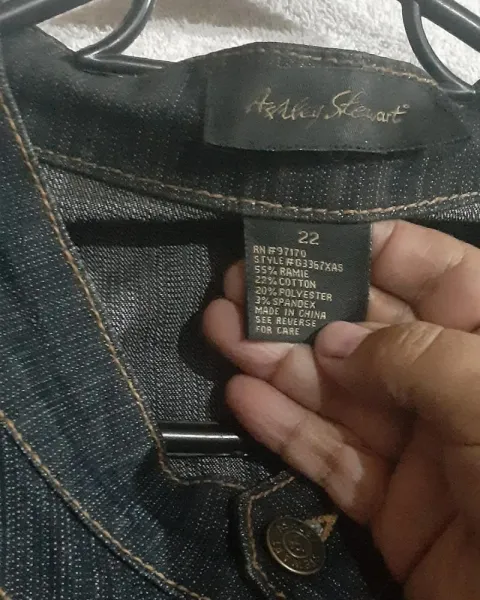 Ashley Stewart
22
RN#97170
STYLE#G3367XAS
55% RAMIE
22% COTTON
20% POLYESTER
3% SPANDEX
MADE IN CHINA
SEE REVERSE
FOR CARE